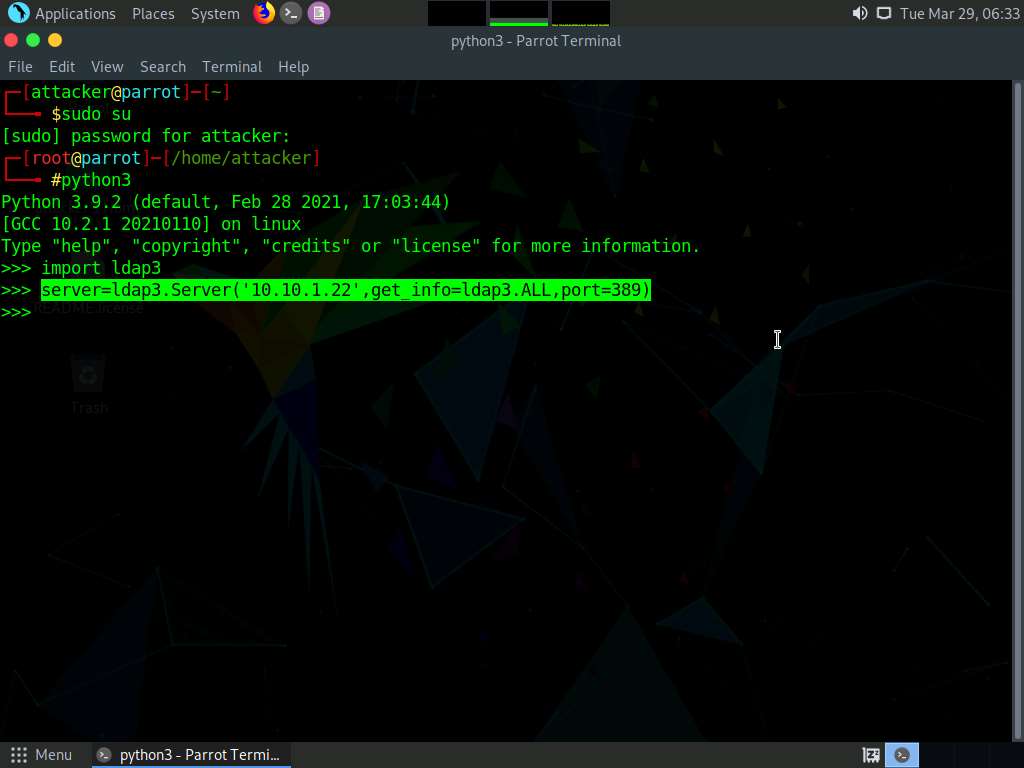 Applications Places System Tue Mar 29, 06:33
python3 - Parrot Terminal
File Edit View Search Terminal Help
┌─[attacker@parrot]─[~]
└──╼ $sudo su
[sudo] password for attacker:
┌─[root@parrot]─[/home/attacker]
└──╼ #python3
Python 3.9.2 (default, Feb 28 2021, 17:03:44)
[GCC 10.2.1 20210110] on linux
Type "help", "copyright", "credits" or "license" for more information.
>>> import ldap3
>>> server=ldap3.Server('10.10.1.22',get_info=ldap3.ALL,port=389)
>>>
README.license
Trash
Menu python3 - Parrot Termi...